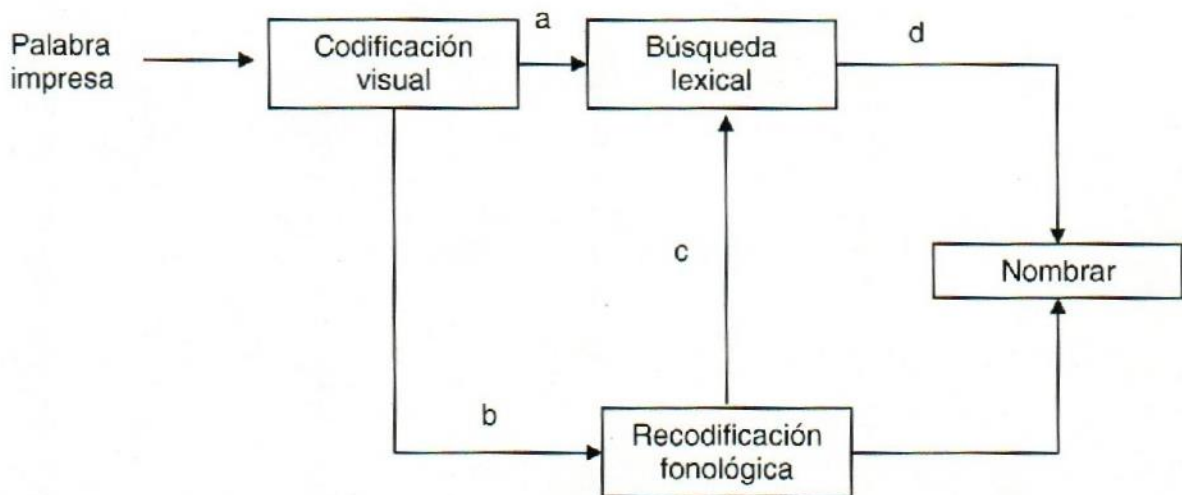 Palabra
impresa
Codificación
visual
a
Búsqueda
lexical
d
c
Nombrar
b
Recodificación
fonológica